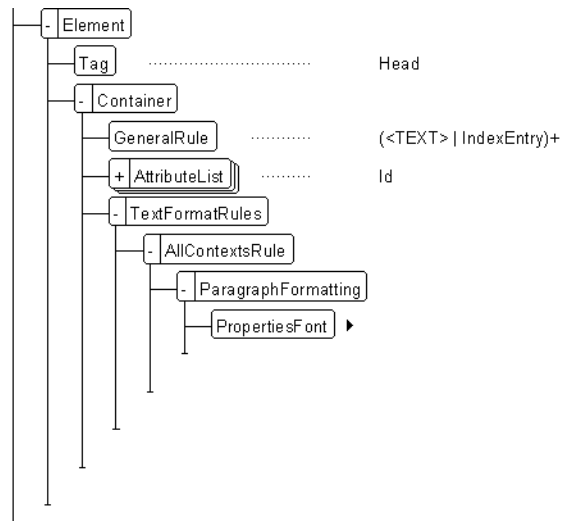 - Element
Tag Head
- Container
GeneralRule (<TEXT> | IndexEntry)+
+ AttributeList Id
- TextFormatRules
- AllContextsRule
- ParagraphFormatting
PropertiesFont